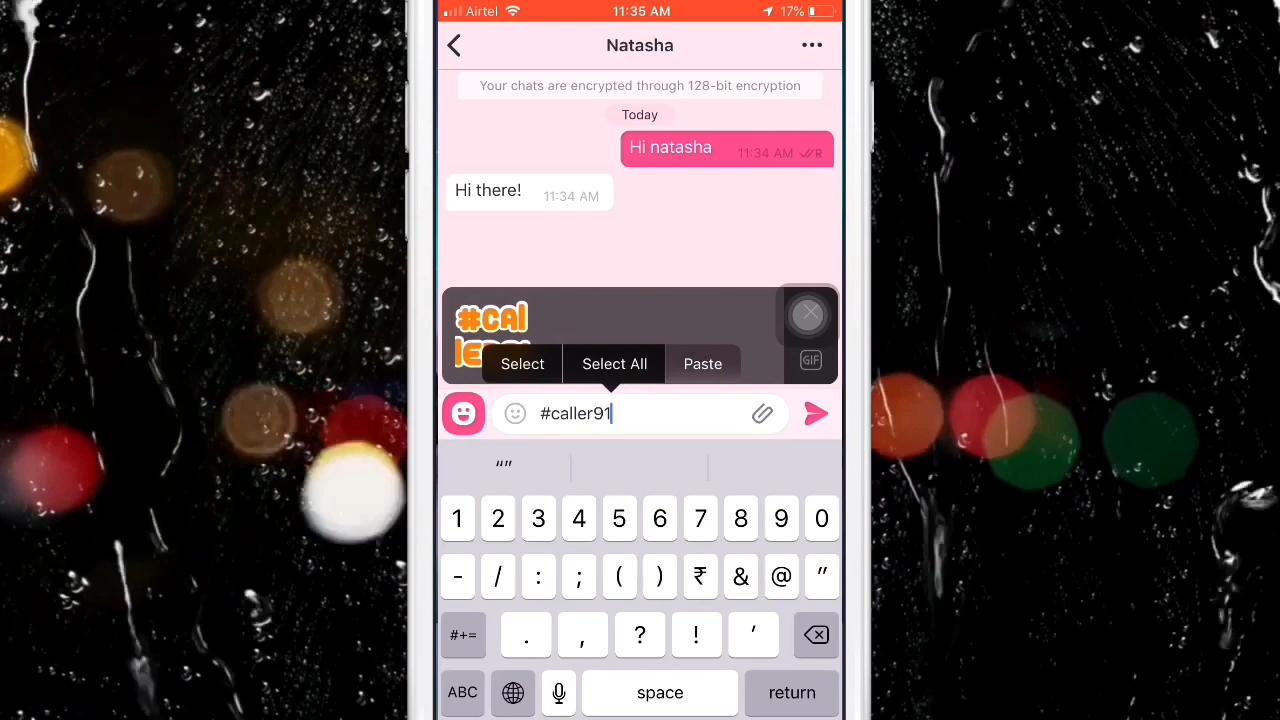 Airtel 11:35 AM 17%
Natasha
Your chats are encrypted through 128-bit encryption
Today
Hi natasha 11:34 AM ✓✓R
Hi there! 11:34 AM
#cal
Select Select All Paste GIF
#caller91
“”
1 2 3 4 5 6 7 8 9 0
- / : ; ( ) ₹ & @ ”
#+= . , ? ! ’
ABC space return